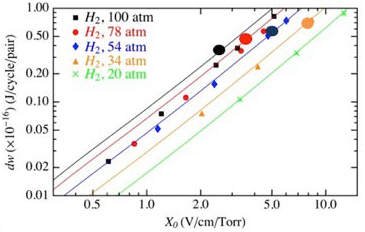 1.00
0.50
0.20
0.10
0.05
0.02
0.01
dw (×10⁻¹⁶) (J/cycle/pair)
H₂, 100 atm
H₂, 78 atm
H₂, 54 atm
H₂, 34 atm
H₂, 20 atm
0.5 1.0 2.0 5.0 10.0
X₀ (V/cm/Torr)